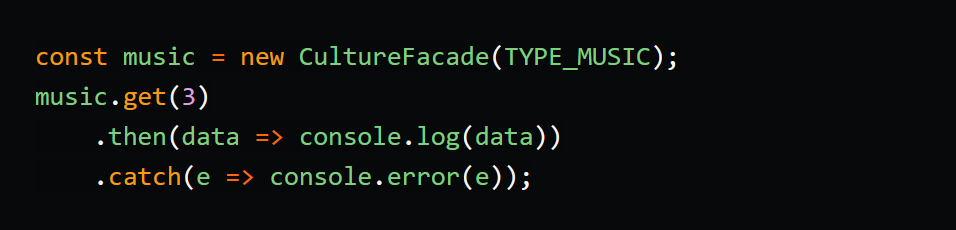 const music = new CultureFacade(TYPE_MUSIC);
music.get(3)
    .then(data => console.log(data))
    .catch(e => console.error(e));